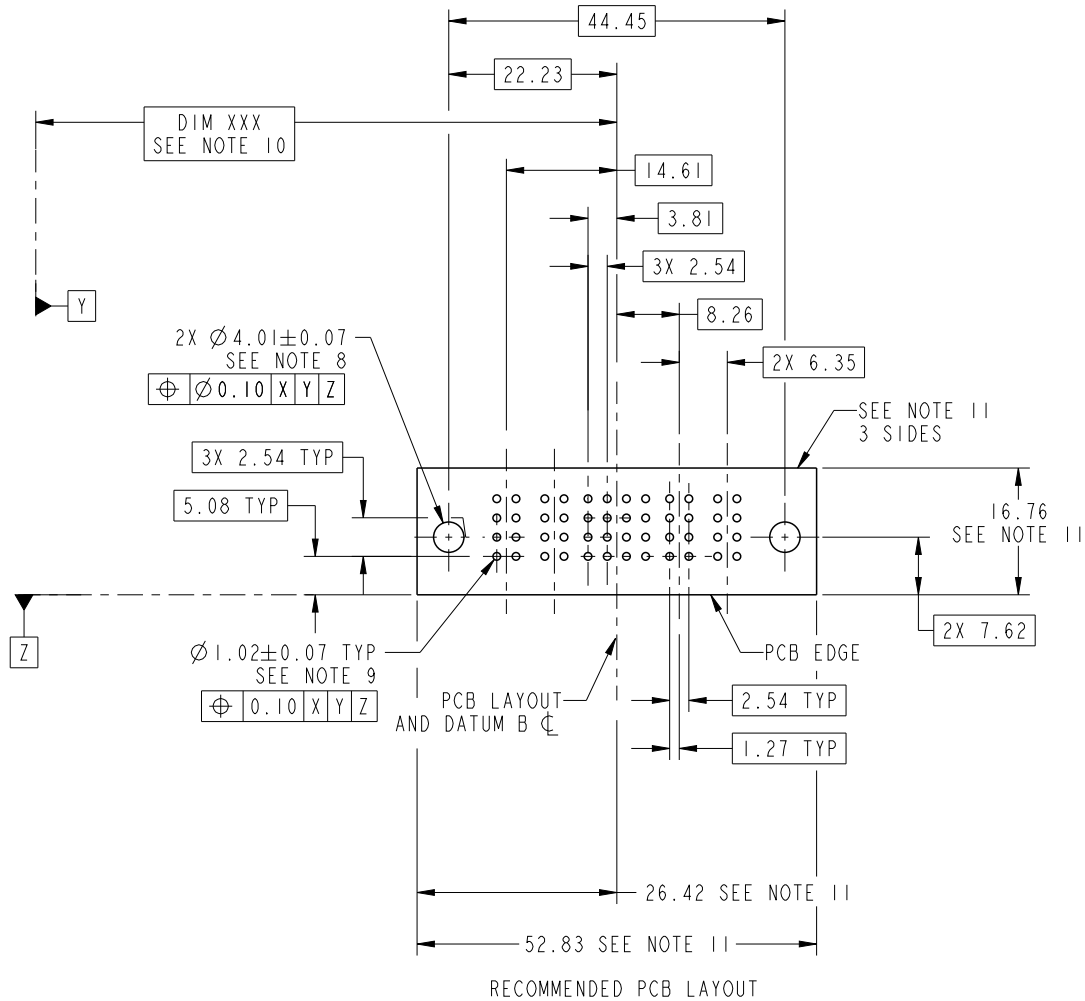 44.45
22.23
DIM XXX
SEE NOTE 10
14.61
3.81
3X 2.54
Y
8.26
2X Ø4.01±0.07
SEE NOTE 8
⌖ Ø0.10 X Y Z
2X 6.35
SEE NOTE 11
3 SIDES
3X 2.54 TYP
5.08 TYP
16.76
SEE NOTE 11
Z
2X 7.62
Ø1.02±0.07 TYP
SEE NOTE 9
⌖ 0.10 X Y Z
PCB EDGE
PCB LAYOUT
AND DATUM B ℄
2.54 TYP
1.27 TYP
26.42 SEE NOTE 11
52.83 SEE NOTE 11
RECOMMENDED PCB LAYOUT